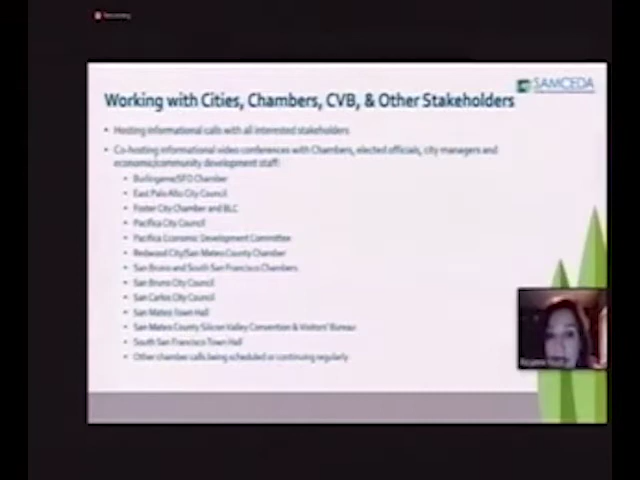 Recording
SAMCEDA
Working with Cities, Chambers, CVB, & Other Stakeholders
• Hosting informational calls with all interested stakeholders
• Co-hosting informational video conferences with Chambers, elected officials, city managers and
economic/community development staff:
• Burlingame/SFO Chamber
• East Palo Alto City Council
• Foster City Chamber and BLC
• Pacifica City Council
• Pacifica Economic Development Committee
• Redwood City/San Mateo County Chamber
• San Bruno and South San Francisco Chambers
• San Bruno City Council
• San Carlos City Council
• San Mateo Town Hall
• San Mateo County Silicon Valley Convention & Visitors' Bureau
• South San Francisco Town Hall
• Other chamber calls being scheduled or continuing regularly